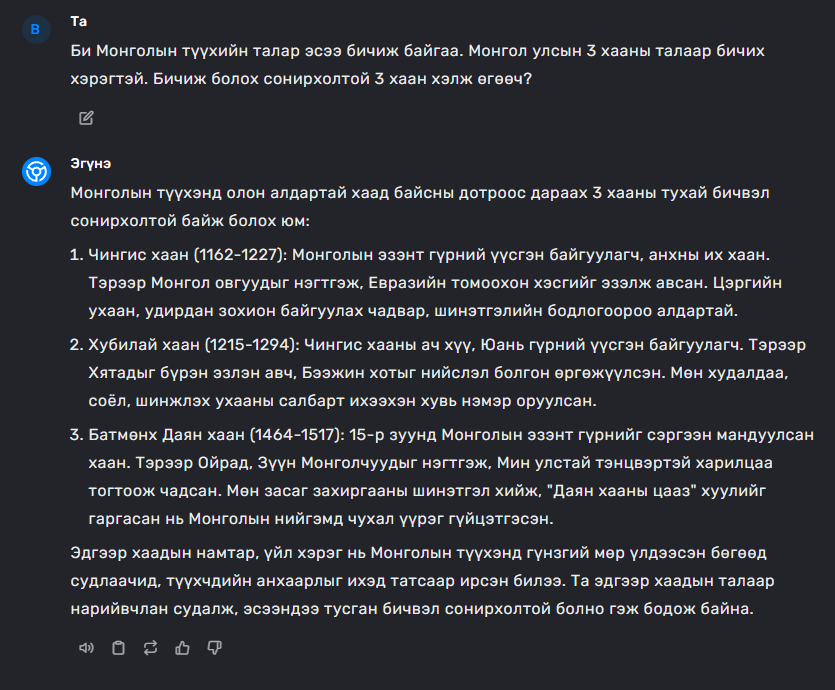 В
Та
Би Монголын түүхийн талар эсээ бичиж байгаа. Монгол улсын 3 хааны талаар бичих
хэрэгтэй. Бичиж болох сонирхолтой 3 хаан хэлж өгөөч?
Эгүнэ
Монголын түүхэнд олон алдартай хаад байсны дотроос дараах 3 хааны тухай бичвэл
сонирхолтой байж болох юм:
1. Чингис хаан (1162-1227): Монголын эзэнт гүрний үүсгэн байгуулагч, анхны их хаан.
Тэрээр Монгол овгуудыг нэгтгэж, Евразийн томоохон хэсгийг эзэлж авсан. Цэргийн
ухаан, удирдан зохион байгуулах чадвар, шинэтгэлийн бодлогоороо алдартай.
2. Хубилай хаан (1215-1294): Чингис хааны ач хүү, Юань гүрний үүсгэн байгуулагч. Тэрээр
Хятадыг бүрэн эзлэн авч, Бээжин хотыг нийслэл болгон өргөжүүлсэн. Мөн худалдаа,
соёл, шинжлэх ухааны салбарт ихээхэн хувь нэмэр оруулсан.
3. Батмөнх Даян хаан (1464-1517): 15-р зуунд Монголын эзэнт гүрнийг сэргээн мандуулсан
хаан. Тэрээр Ойрад, Зүүн Монголчуудыг нэгтгэж, Мин улстай тэнцвэртэй харилцаа
тогтоож чадсан. Мөн засаг захиргааны шинэтгэл хийж, "Даян хааны цааз" хуулийг
гаргасан нь Монголын нийгэмд чухал үүрэг гүйцэтгэсэн.
Эдгээр хаадын намтар, үйл хэрэг нь Монголын түүхэнд гүнзгий мөр үлдээсэн бөгөөд
судлаачид, түүхчдийн анхаарлыг ихэд татсаар ирсэн билээ. Та эдгээр хаадын талаар
нарийвчлан судалж, эсээндээ тусган бичвэл сонирхолтой болно гэж бодож байна.